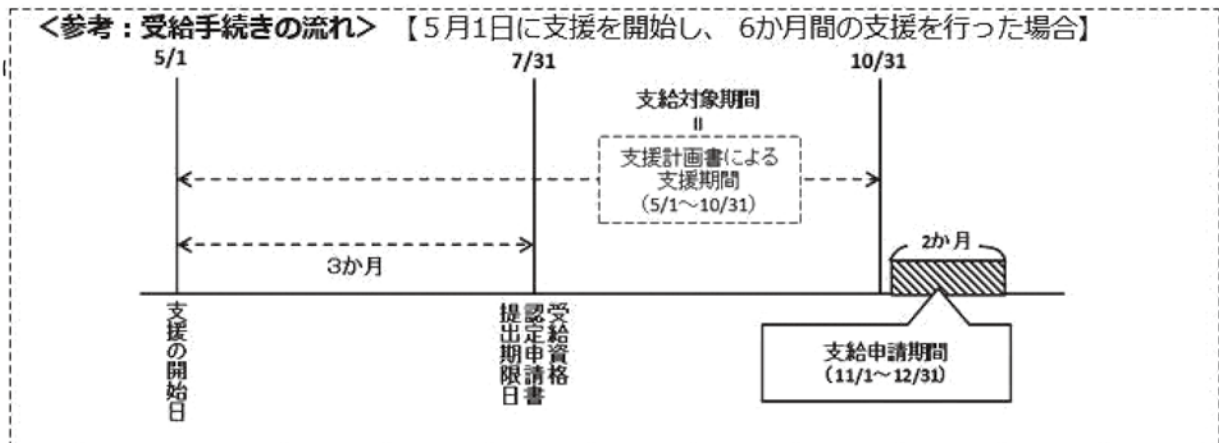 ＜参考：受給手続きの流れ＞ 【５月1日に支援を開始し、 6か月間の支援を行った場合】
5/1
7/31
10/31
支給対象期間
＝
支援計画書による
支援期間
（5/1～10/31）
3か月
2か月
支援の開始日
受給資格
認定申請書
提出期限日
支給申請期間
（11/1～12/31）